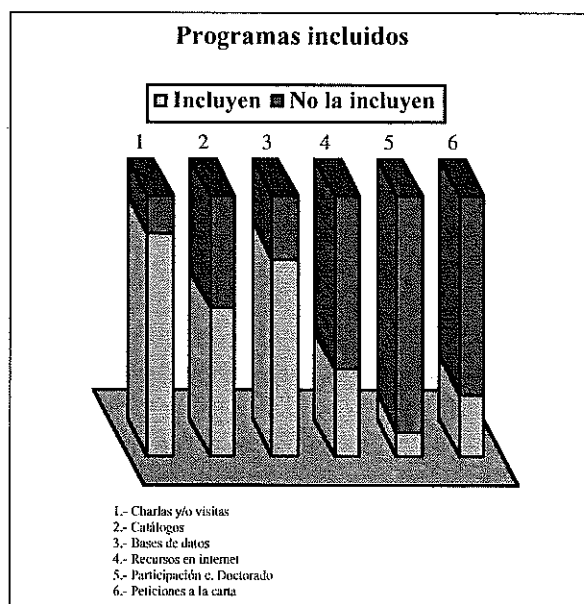 Programas incluidos
Incluyen No la incluyen
1 2 3 4 5 6
1.- Charlas y/o visitas
2.- Catálogos
3.- Bases de datos
4.- Recursos en internet
5.- Participación c. Doctorado
6.- Peticiones a la carta